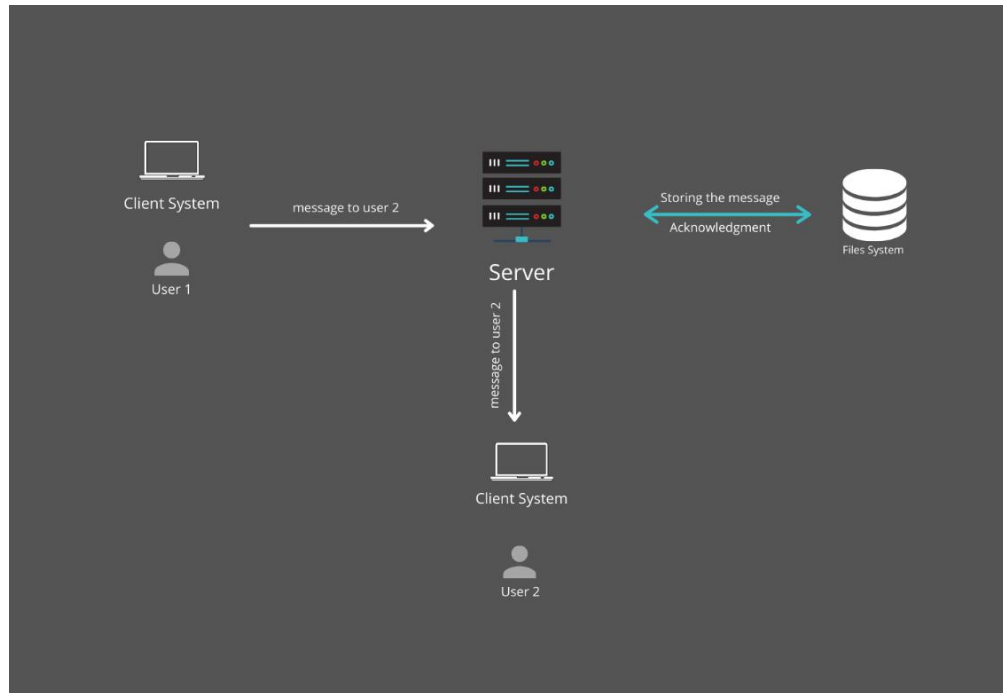 Client System
User 1
message to user 2
Server
Storing the message
Acknowledgment
Files System
message to user 2
Client System
User 2